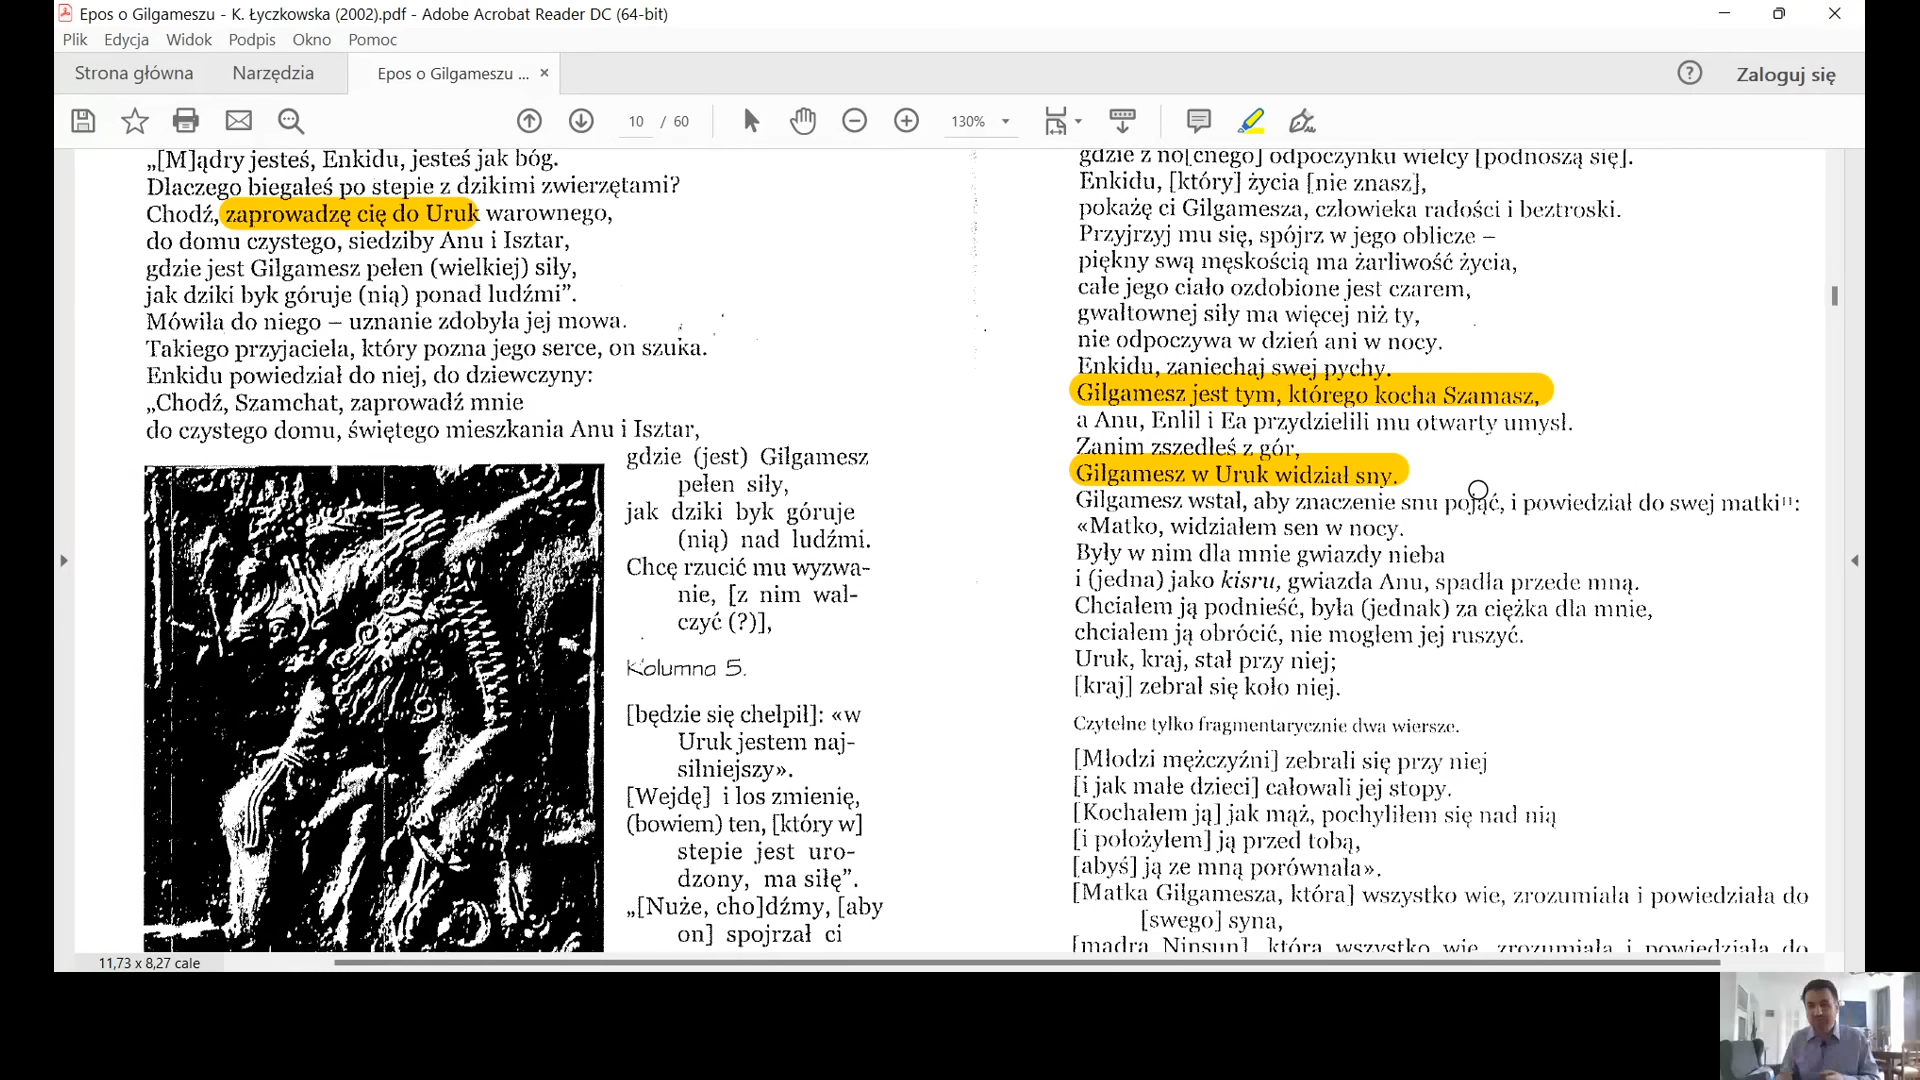 Epos o Gilgameszu - K. Łyczkowska (2002).pdf - Adobe Acrobat Reader DC (64-bit)
Plik Edycja Widok Podpis Okno Pomoc
Strona główna Narzędzia Epos o Gilgameszu ... × Zaloguj się
10 / 60 130%
„[M]ądry jesteś, Enkidu, jesteś jak bóg.
Dlaczego biegałeś po stepie z dzikimi zwierzętami?
Chodź, zaprowadzę cię do Uruk warownego,
do domu czystego, siedziby Anu i Isztar,
gdzie jest Gilgamesz pełen (wielkiej) siły,
jak dziki byk góruje (nią) ponad ludźmi”.
Mówiła do niego – uznanie zdobyła jej mowa.
Takiego przyjaciela, który pozna jego serce, on szuka.
Enkidu powiedział do niej, do dziewczyny:
„Chodź, Szamchat, zaprowadź mnie
do czystego domu, świętego mieszkania Anu i Isztar,
gdzie (jest) Gilgamesz
pełen siły,
jak dziki byk góruje
(nią) nad ludźmi.
Chcę rzucić mu wyzwa-
nie, [z nim wal-
czyć (?)],
Kolumna 5.
[będzie się chełpił]: «w
Uruk jestem naj-
silniejszy».
[Wejdę] i los zmienię,
(bowiem) ten, [który w]
stepie jest uro-
dzony, ma siłę”.
„[Nuże, cho]dźmy, [aby
on] spojrzał ci
gdzie z no[cnego] odpoczynku wielcy [podnoszą się].
Enkidu, [który] życia [nie znasz],
pokażę ci Gilgamesza, człowieka radości i beztroski.
Przyjrzyj mu się, spójrz w jego oblicze –
piękny swą męskością ma żarliwość życia,
całe jego ciało ozdobione jest czarem,
gwałtownej siły ma więcej niż ty,
nie odpoczywa w dzień ani w nocy.
Enkidu, zaniechaj swej pychy.
Gilgamesz jest tym, którego kocha Szamasz,
a Anu, Enlil i Ea przydzielili mu otwarty umysł.
Zanim zszedłeś z gór,
Gilgamesz w Uruk widział sny.
Gilgamesz wstał, aby znaczenie snu pojąć, i powiedział do swej matki¹¹:
«Matko, widziałem sen w nocy.
Były w nim dla mnie gwiazdy nieba
i (jedna) jako kisru, gwiazda Anu, spadła przede mną.
Chciałem ją podnieść, była (jednak) za ciężka dla mnie,
chciałem ją obrócić, nie mogłem jej ruszyć.
Uruk, kraj, stał przy niej;
[kraj] zebrał się koło niej.
Czytelne tylko fragmentarycznie dwa wiersze.
[Młodzi mężczyźni] zebrali się przy niej
[i jak małe dzieci] całowali jej stopy.
[Kochałem ją] jak mąż, pochyliłem się nad nią
[i położyłem] ją przed tobą,
[abyś] ją ze mną porównała».
[Matka Gilgamesza, która] wszystko wie, zrozumiała i powiedziała do
[swego] syna,
[mądra Ninsun], która wszystko wie, zrozumiała i powiedziała do
11,73 x 8,27 cale